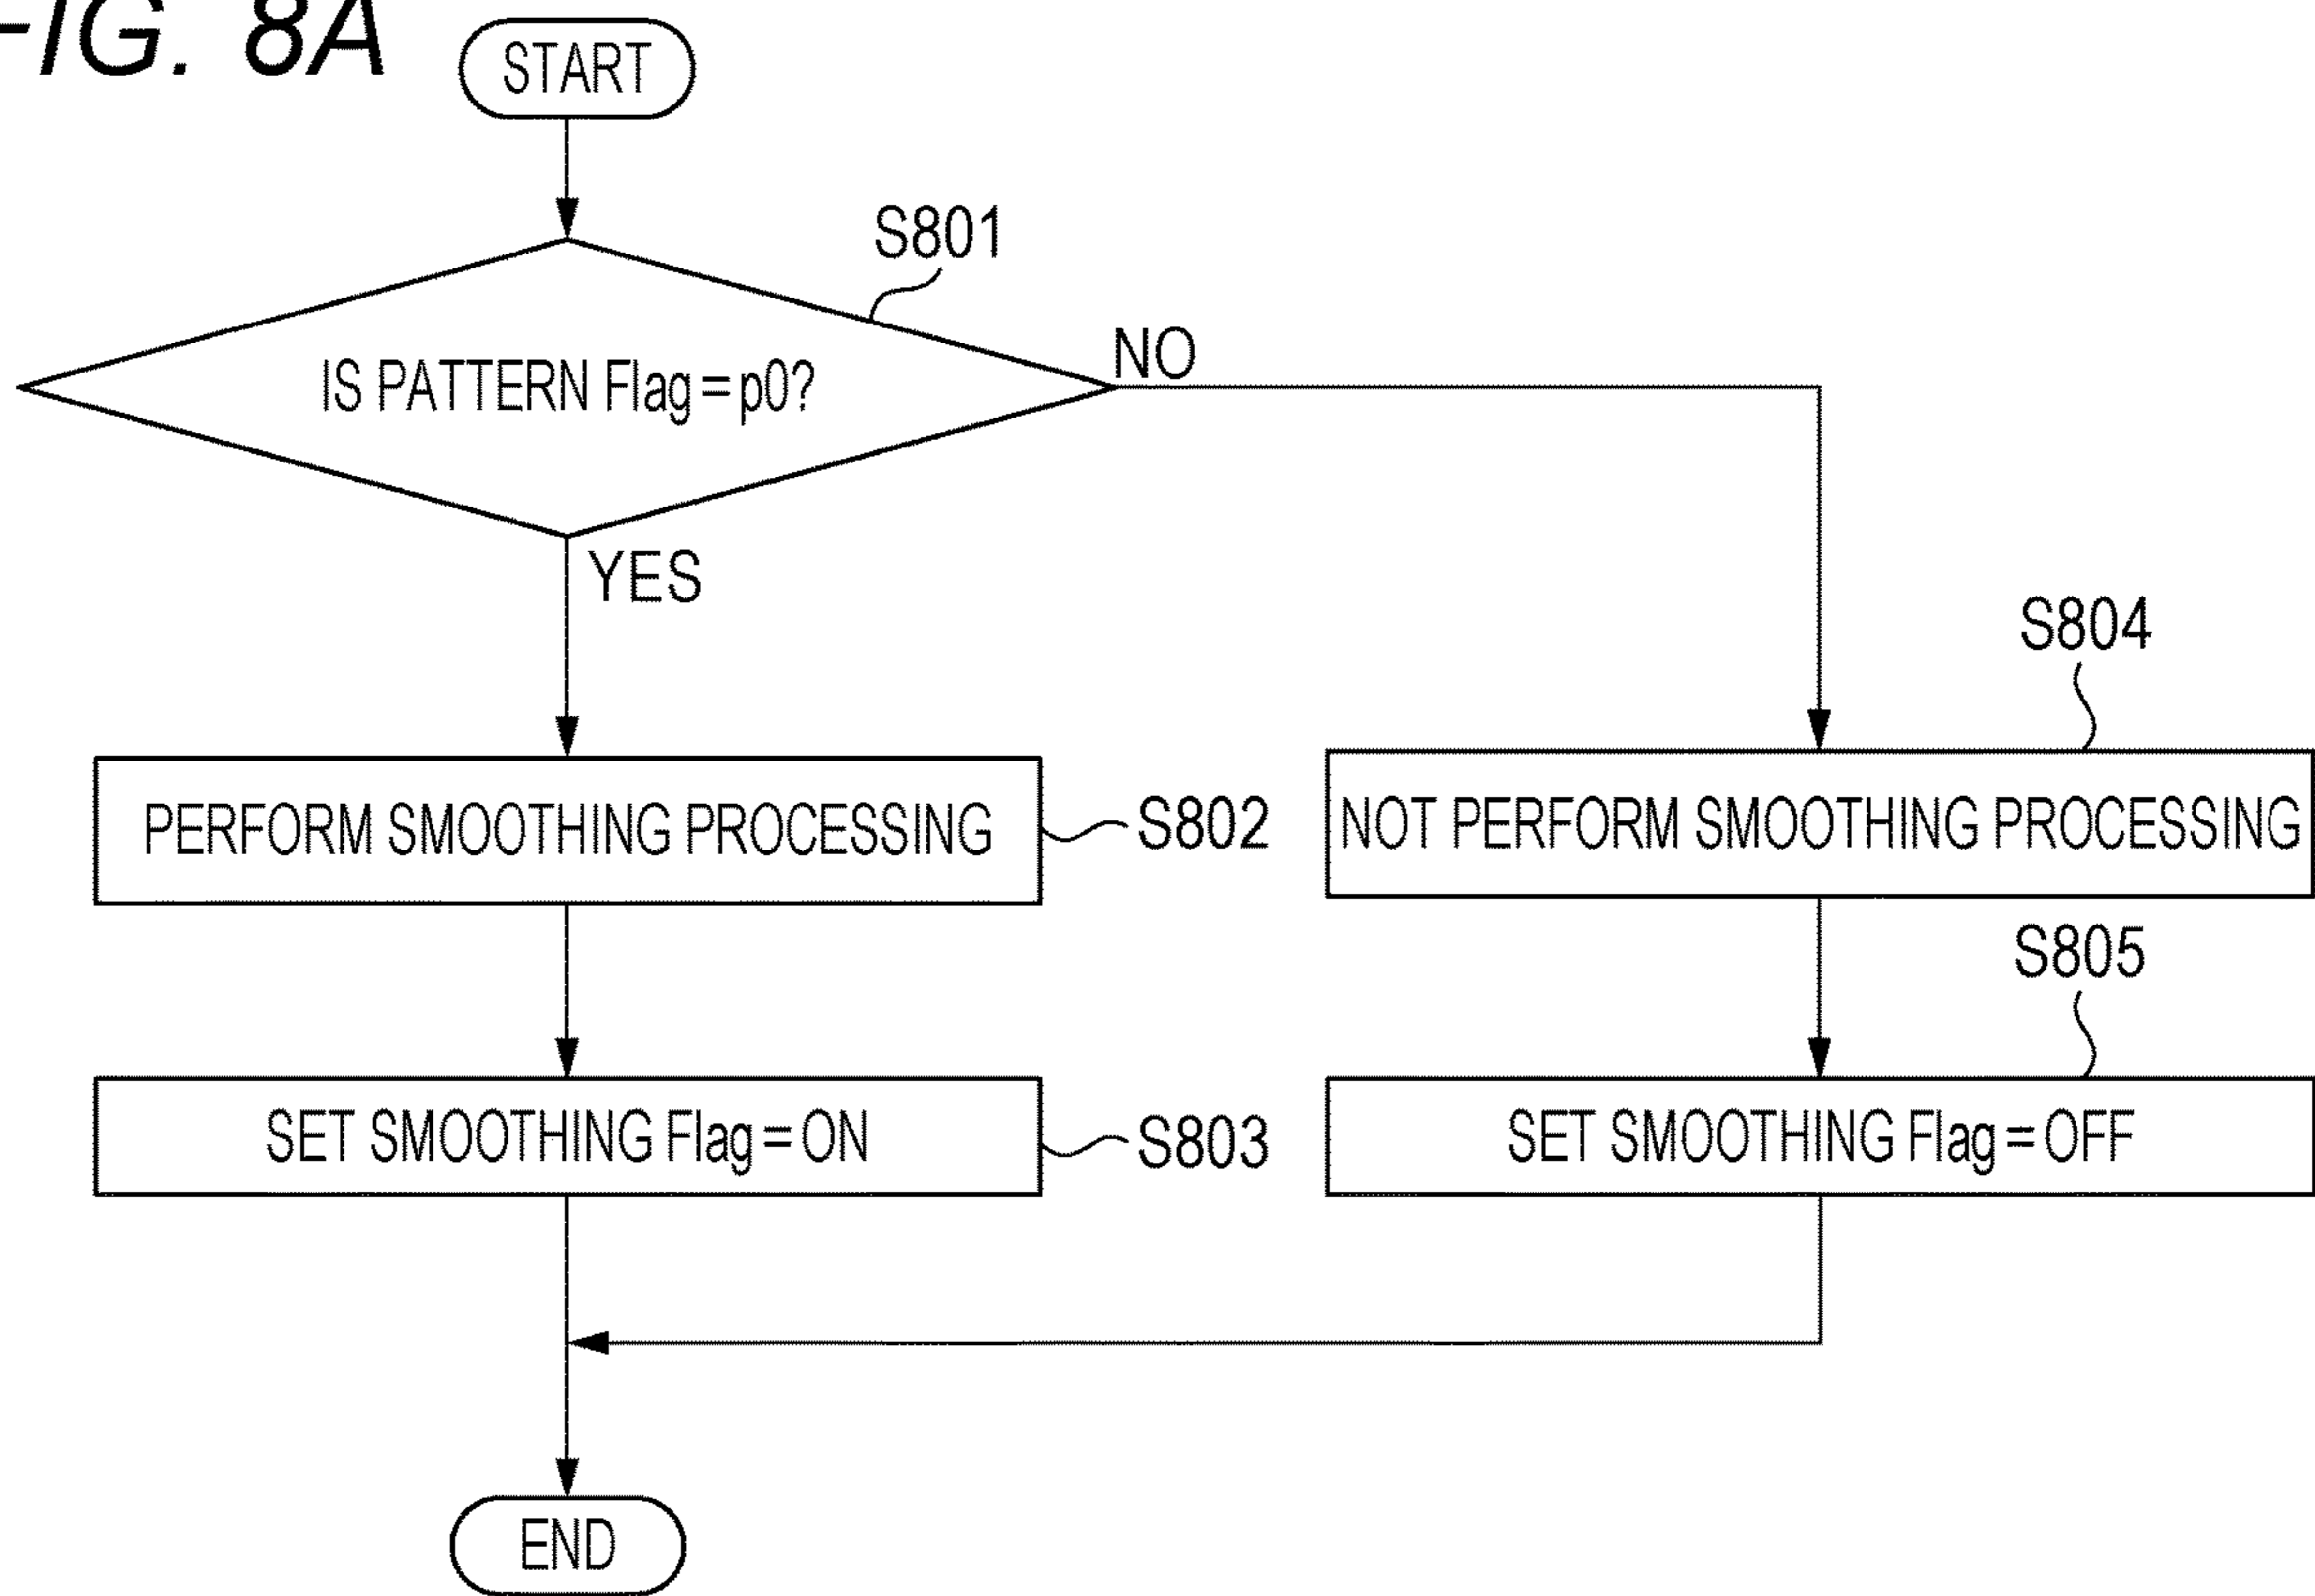 FIG. 8A
START
S801
IS PATTERN Flag = p0?
NO
YES
S804
PERFORM SMOOTHING PROCESSING
S802
NOT PERFORM SMOOTHING PROCESSING
S805
SET SMOOTHING Flag = ON
S803
SET SMOOTHING Flag = OFF
END